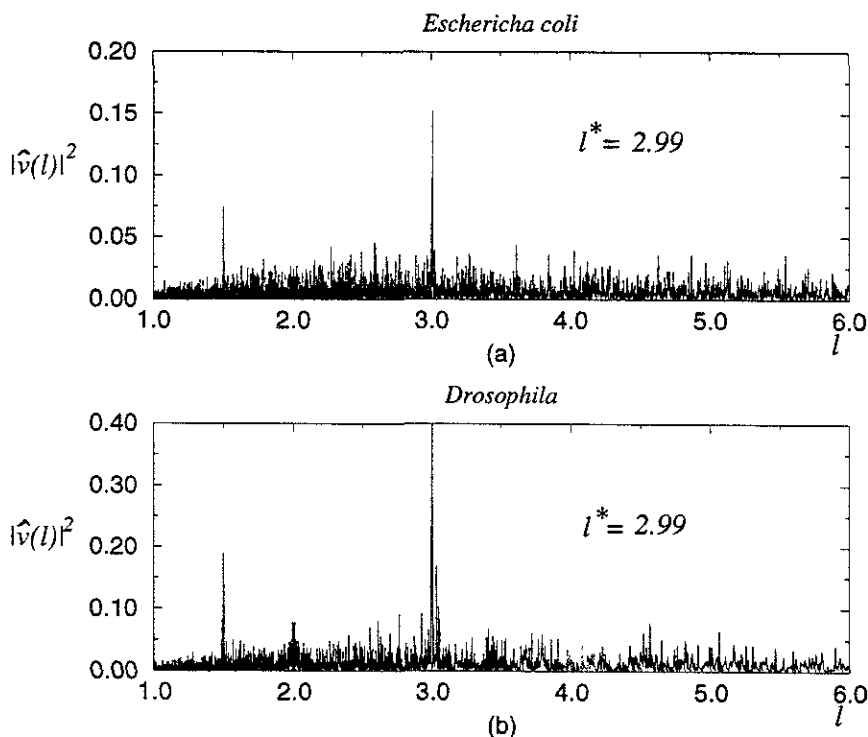 Eschericha coli
0.20
0.15
|v̂(l)|²
l* = 2.99
0.10
0.05
0.00
1.0 2.0 3.0 4.0 5.0 6.0
(a)
l
Drosophila
0.40
0.30
|v̂(l)|²
l* = 2.99
0.20
0.10
0.00
1.0 2.0 3.0 4.0 5.0 6.0
(b)
l